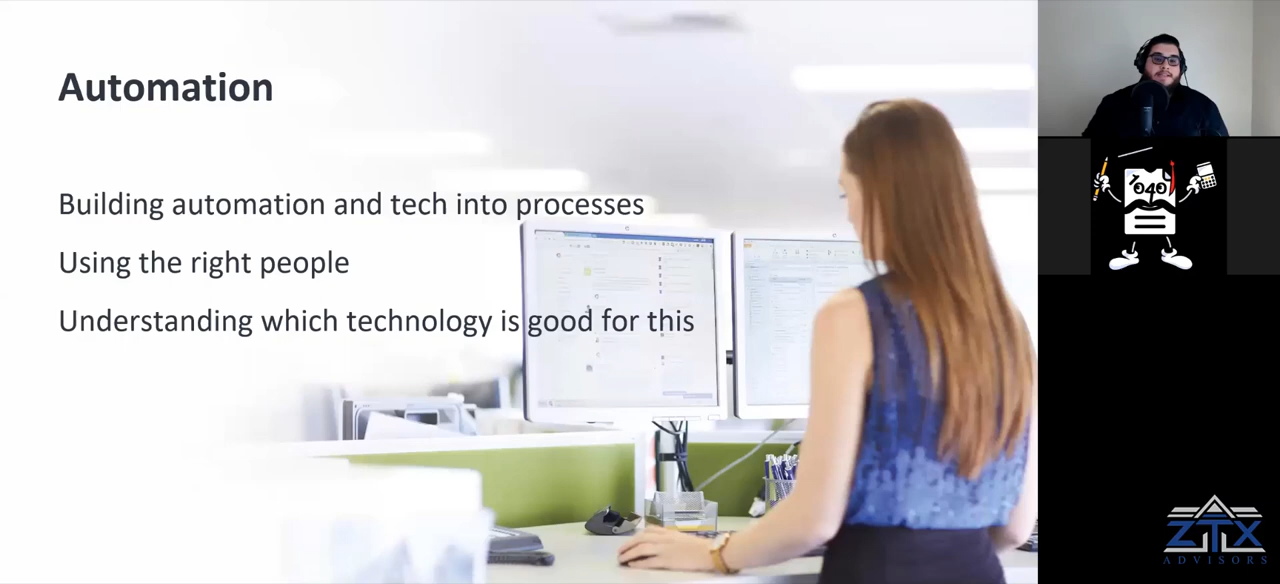 Automation
Building automation and tech into processes
Using the right people
Understanding which technology is good for this
1040
ZTX
ADVISORS